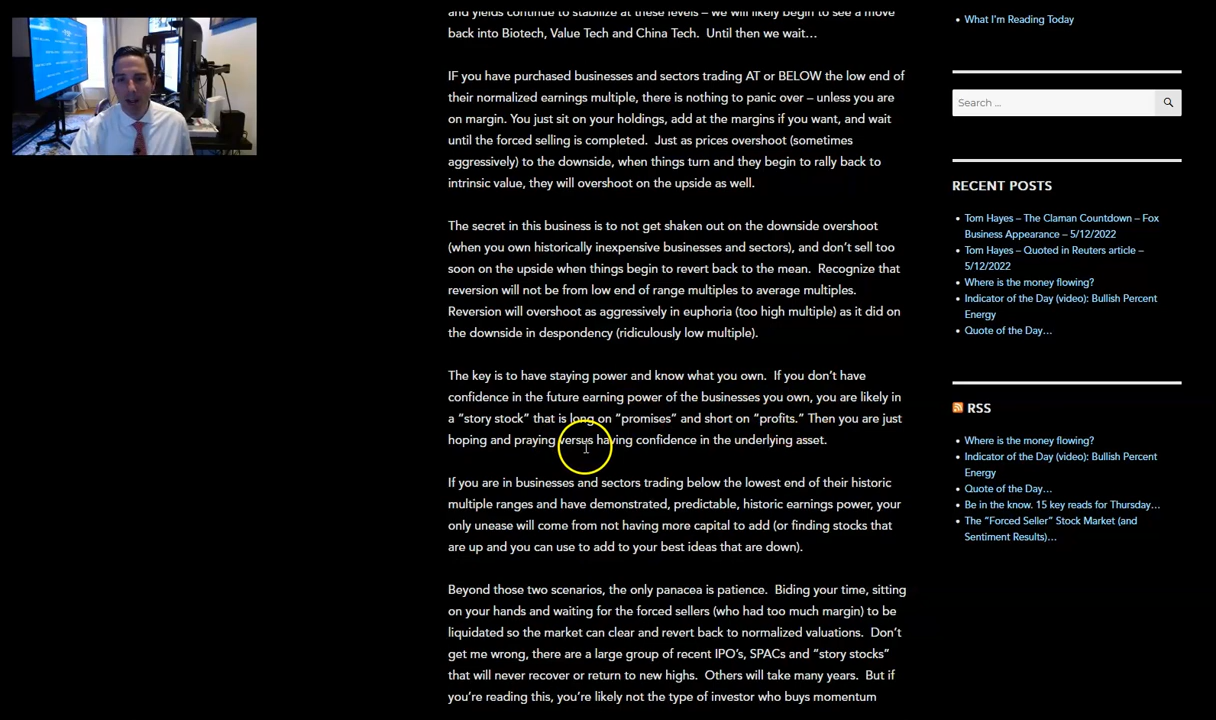 and yields continue to stabilize at these levels – we will likely begin to see a move
back into Biotech, Value Tech and China Tech.  Until then we wait…
IF you have purchased businesses and sectors trading AT or BELOW the low end of
their normalized earnings multiple, there is nothing to panic over – unless you are
on margin. You just sit on your holdings, add at the margins if you want, and wait
until the forced selling is completed.  Just as prices overshoot (sometimes
aggressively) to the downside, when things turn and they begin to rally back to
intrinsic value, they will overshoot on the upside as well.
The secret in this business is to not get shaken out on the downside overshoot
(when you own historically inexpensive businesses and sectors), and don’t sell too
soon on the upside when things begin to revert back to the mean.  Recognize that
reversion will not be from low end of range multiples to average multiples.
Reversion will overshoot as aggressively in euphoria (too high multiple) as it did on
the downside in despondency (ridiculously low multiple).
The key is to have staying power and know what you own.  If you don’t have
confidence in the future earning power of the businesses you own, you are likely in
a “story stock” that is long on “promises” and short on “profits.” Then you are just
hoping and praying versus having confidence in the underlying asset.
If you are in businesses and sectors trading below the lowest end of their historic
multiple ranges and have demonstrated, predictable, historic earnings power, your
only unease will come from not having more capital to add (or finding stocks that
are up and you can use to add to your best ideas that are down).
Beyond those two scenarios, the only panacea is patience.  Biding your time, sitting
on your hands and waiting for the forced sellers (who had too much margin) to be
liquidated so the market can clear and revert back to normalized valuations.  Don’t
get me wrong, there are a large group of recent IPO’s, SPACs and “story stocks”
that will never recover or return to new highs.  Others will take many years.  But if
you’re reading this, you’re likely not the type of investor who buys momentum
What I’m Reading Today
Search …
RECENT POSTS
Tom Hayes – The Claman Countdown – Fox
Business Appearance – 5/12/2022
Tom Hayes – Quoted in Reuters article –
5/12/2022
Where is the money flowing?
Indicator of the Day (video): Bullish Percent
Energy
Quote of the Day…
RSS
Where is the money flowing?
Indicator of the Day (video): Bullish Percent
Energy
Quote of the Day…
Be in the know. 15 key reads for Thursday…
The “Forced Seller” Stock Market (and
Sentiment Results)…